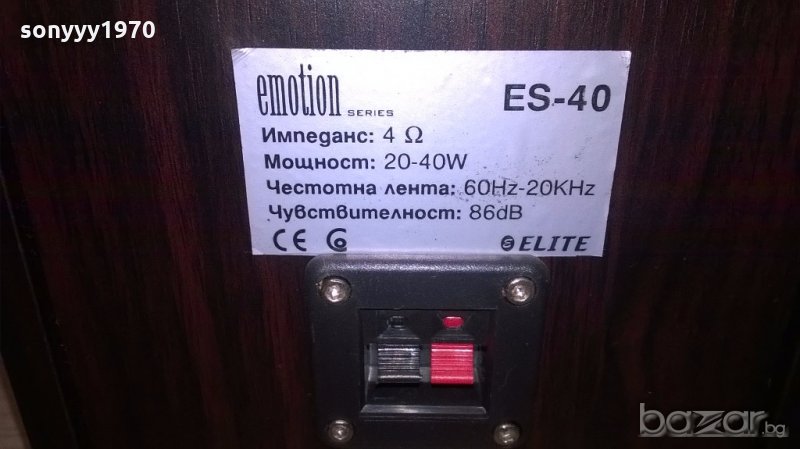 sonyyy1970
emotion SERIES ES-40
Импеданс: 4 Ω
Мощност: 20-40W
Честотна лента: 60Hz-20KHz
Чувствителност: 86dB
CE ELITE
bazar.bg